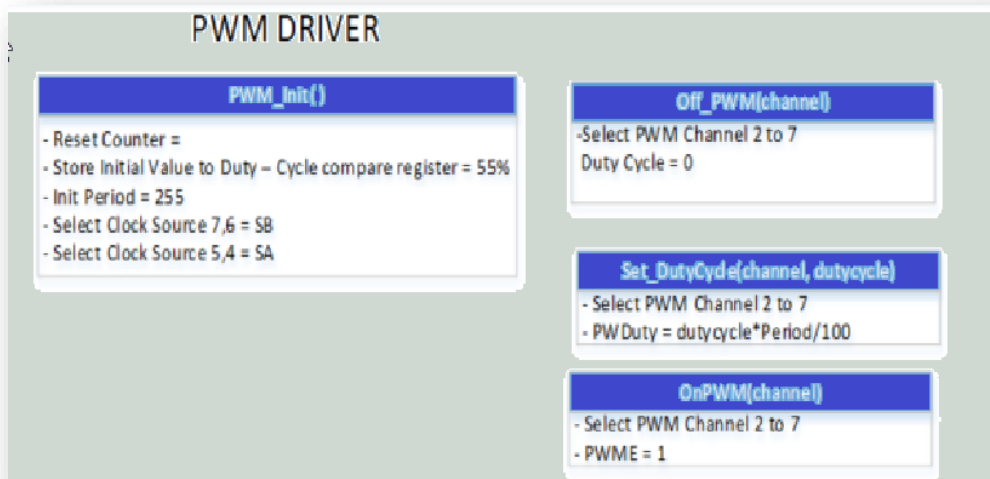 PWM DRIVER
PWM_Init()
- Reset Counter =
- Store Initial Value to Duty – Cycle compare register = 55%
- Init Period = 255
- Select Clock Source 7,6 = SB
- Select Clock Source 5,4 = SA
Off_PWM(channel)
-Select PWM Channel 2 to 7
Duty Cycle = 0
Set_DutyCycle(channel, dutycycle)
- Select PWM Channel 2 to 7
- PWDuty = dutycycle*Period/100
OnPWM(channel)
- Select PWM Channel 2 to 7
- PWME = 1